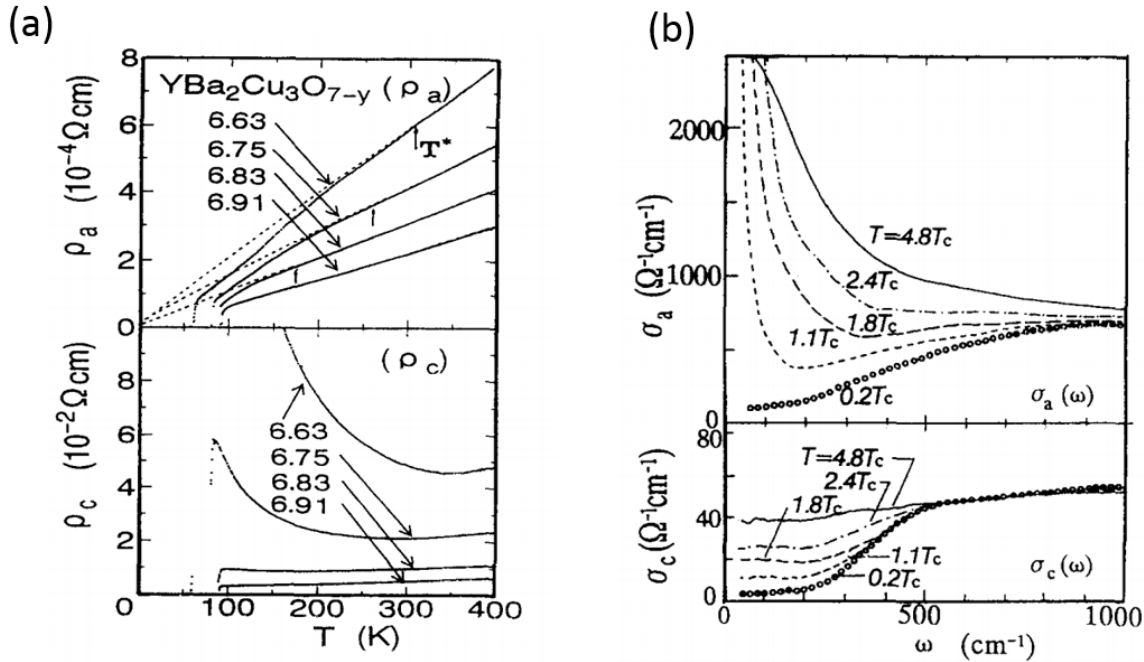 (a)
8
6
4
2
0
ρa (10⁻⁴Ωcm)
YBa₂Cu₃O₇₋y (ρa)
6.63
6.75
6.83
6.91
T*
8
6
4
2
0
ρc (10⁻²Ωcm)
(ρc)
6.63
6.75
6.83
6.91
100 200 300 400
T (K)
(b)
2000
1000
0
σa (Ω⁻¹cm⁻¹)
T=4.8Tc
2.4Tc
1.8Tc
1.1Tc
0.2Tc
σa(ω)
80
40
0
σc(Ω⁻¹cm⁻¹)
0 500 1000
T=4.8Tc
2.4Tc
1.8Tc
1.1Tc
0.2Tc
σc(ω)
0 500 1000
ω (cm⁻¹)